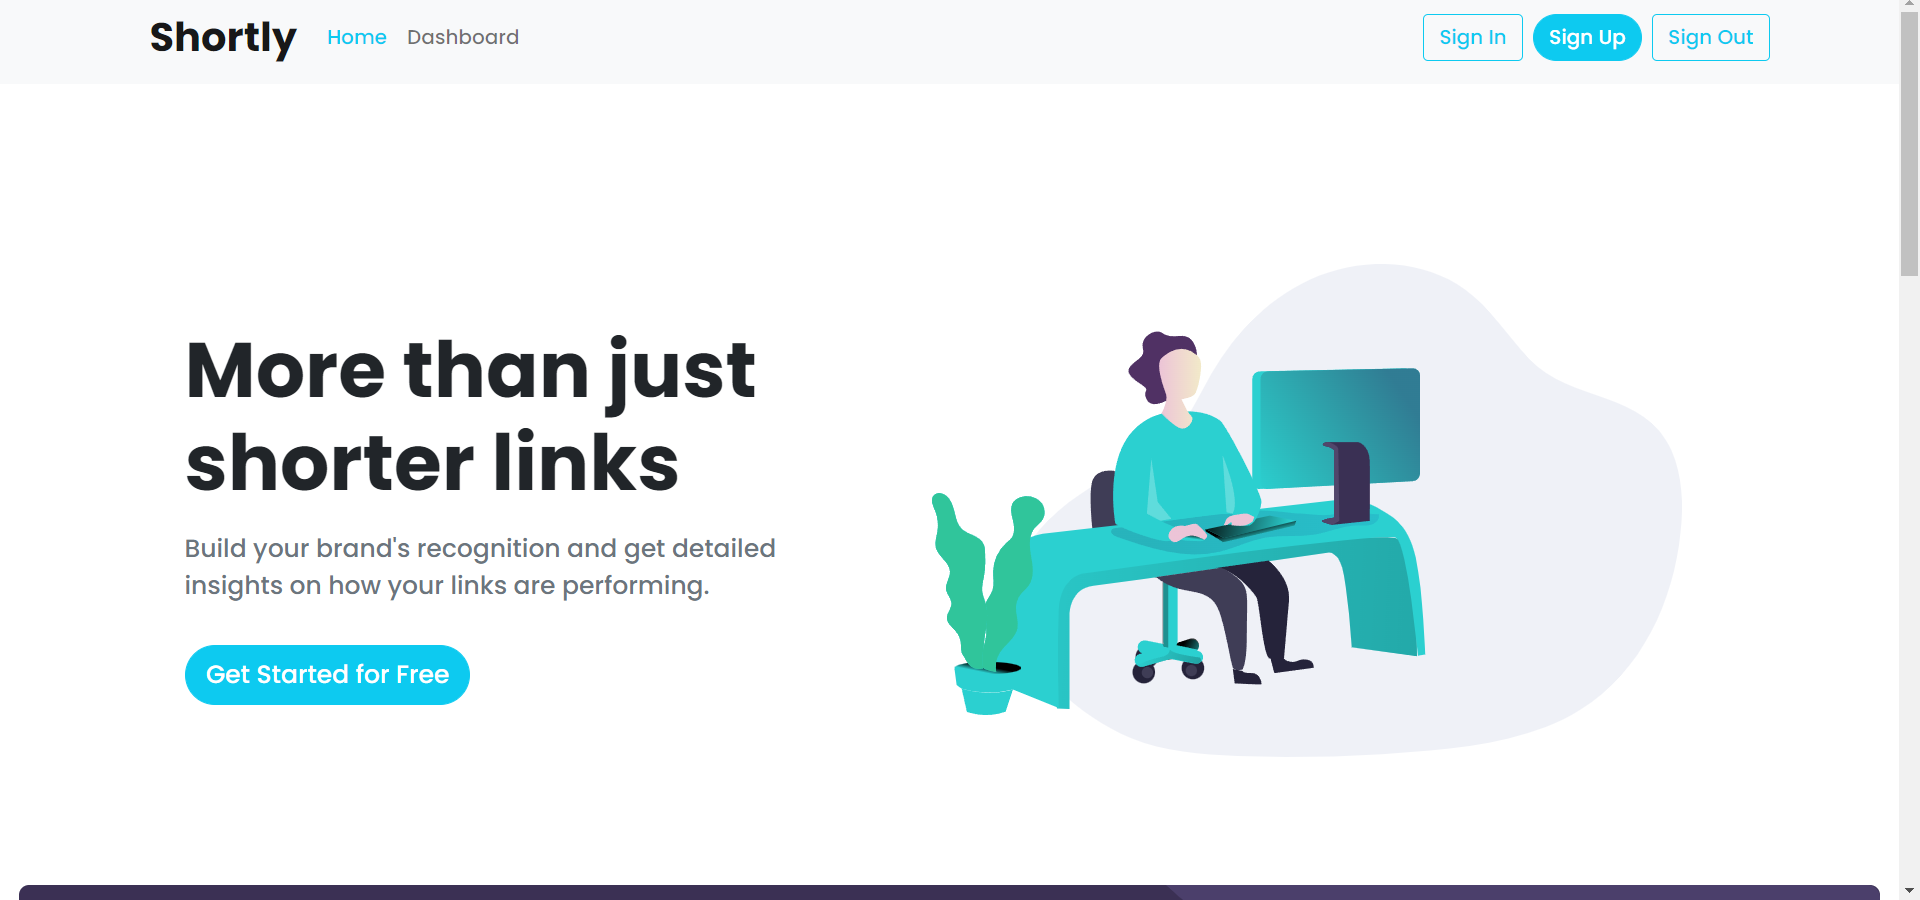 Shortly Home Dashboard Sign In Sign Up Sign Out
More than just
shorter links
Build your brand's recognition and get detailed
insights on how your links are performing.
Get Started for Free